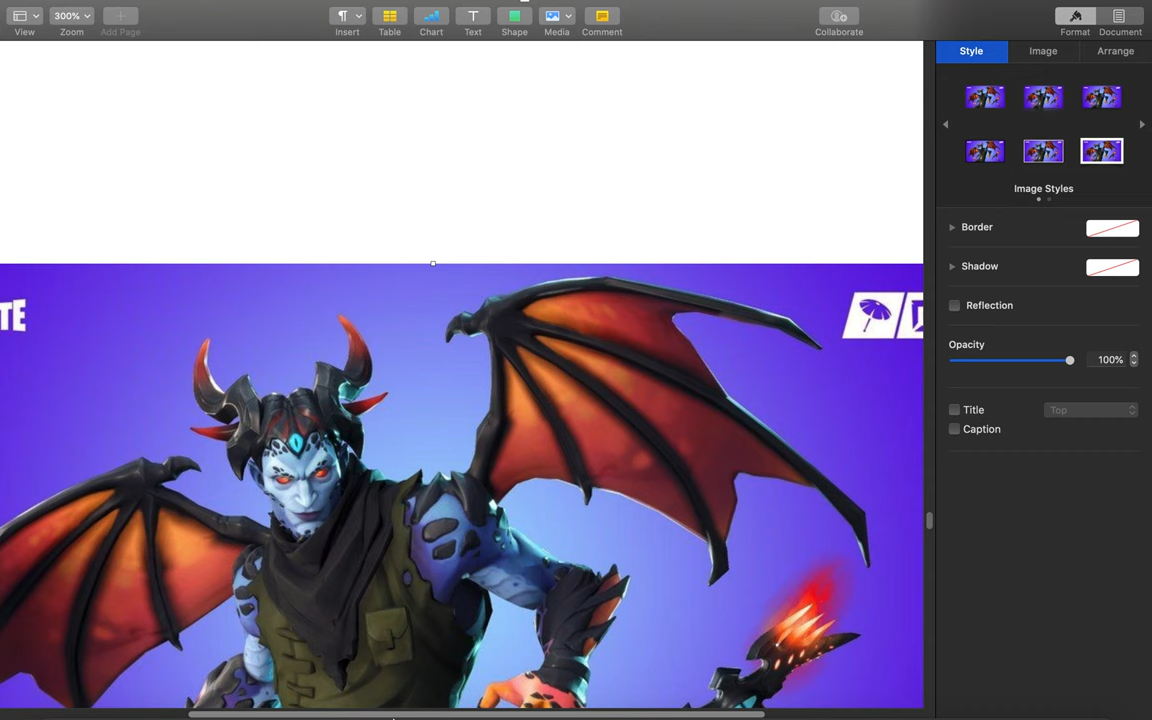 300%
View
Zoom
Add Page
Insert
Table
Chart
Text
Shape
Media
Comment
Collaborate
Format
Document
Style
Image
Arrange
Image Styles
Border
Shadow
Reflection
Opacity
100%
Title
Top
Caption
TE